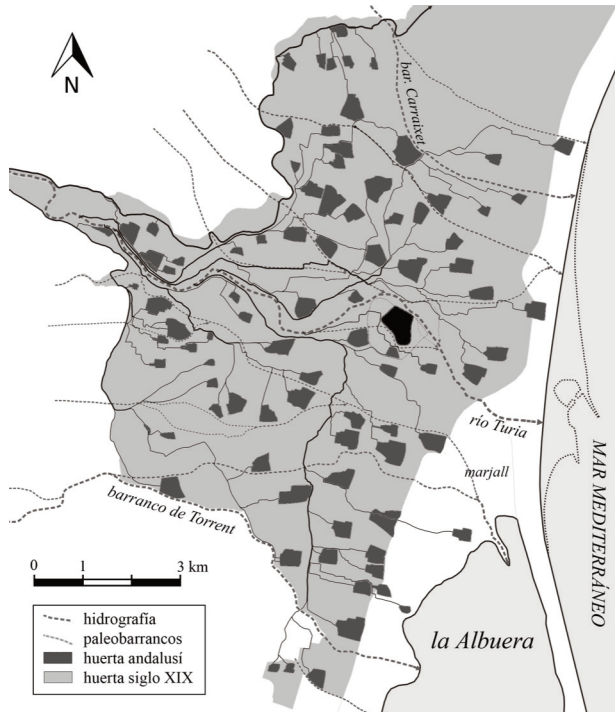 N
bar. Carraixet
río Turia
marjall
MAR MEDITERRÁNEO
barranco de Torrent
la Albuera
0 3 km
hidrografía
paleobarrancos
huerta andalusí
huerta siglo XIX